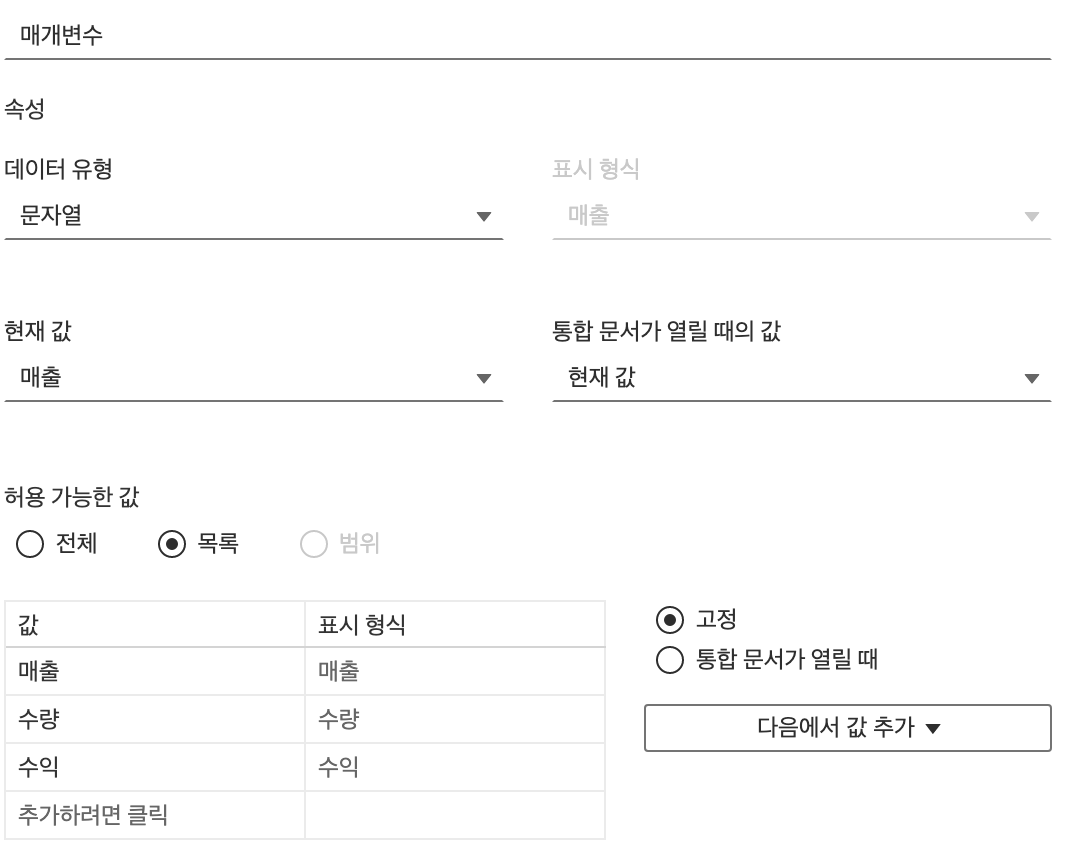 매개변수
속성
데이터 유형
표시 형식
문자열
매출
현재 값
통합 문서가 열릴 때의 값
매출
현재 값
허용 가능한 값
전체
목록
범위
값
표시 형식
매출
매출
수량
수량
수익
수익
추가하려면 클릭
고정
통합 문서가 열릴 때
다음에서 값 추가